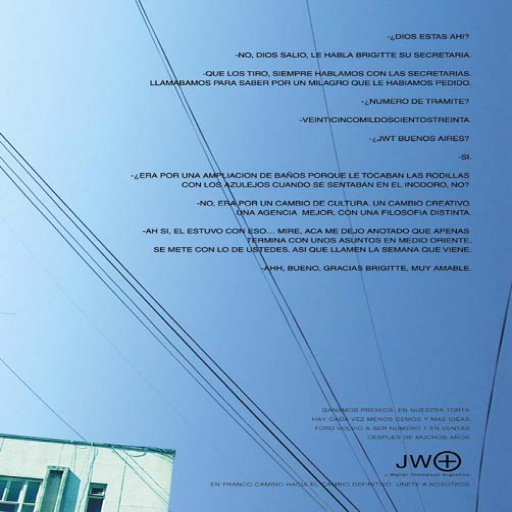 -¿DIOS ESTAS AHI?
-NO, DIOS SALIO, LE HABLA BRIGITTE SU SECRETARIA.
-QUE LOS TIRO, SIEMPRE HABLAMOS CON LAS SECRETARIAS.
LLAMABAMOS PARA SABER POR UN MILAGRO QUE LE HABIAMOS PEDIDO.
-¿NUMERO DE TRAMITE?
-VEINTICINCOMILDOSCIENTOSTREINTA.
-¿JWT BUENOS AIRES?
-SI.
-¿ERA POR UNA AMPLIACION DE BAÑOS PORQUE LE TOCABAN LAS RODILLAS
CON LOS AZULEJOS CUANDO SE SENTABAN EN EL INODORO, NO?
-NO, ERA POR UN CAMBIO DE CULTURA. UN CAMBIO CREATIVO.
UNA AGENCIA MEJOR, CON UNA FILOSOFIA DISTINTA.
-AH SI, EL ESTUVO CON ESO... MIRE, ACA ME DEJO ANOTADO QUE APENAS
TERMINA CON UNOS ASUNTOS EN MEDIO ORIENTE,
SE METE CON LO DE USTEDES. ASI QUE LLAMEN LA SEMANA QUE VIENE.
-AHH, BUENO, GRACIAS BRIGITTE, MUY AMABLE.
GANAMOS PREMIOS, EN NUESTRA TORTA
HAY CADA VEZ MENOS DEMOS Y MAS IDEAS
FORD VOLVIO A SER NUMERO 1 EN VENTAS
DESPUES DE MUCHOS AÑOS
JW
J. Walter Thompson Argentina
EN FRANCO CAMINO HACIA EL CAMBIO DEFINITIVO. UNETE A NOSOTROS